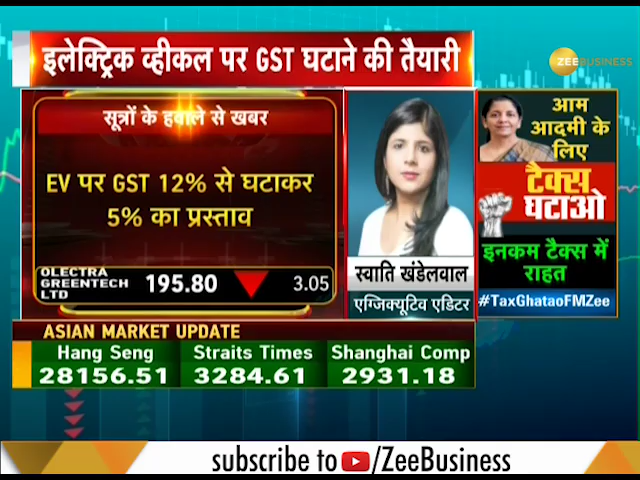 इलेक्ट्रिक व्हीकल पर GST घटाने की तैयारी
ZEEBUSINESS
सूत्रों के हवाले से खबर
EV पर GST 12% से घटाकर
5% का प्रस्ताव
OLECTRA
GREENTECH
LTD
195.80
3.05
स्वाति खंडेलवाल
एग्जिक्यूटिव एडिटर
आम
आदमी के
लिए
टैक्स
घटाओ
इनकम टैक्स में
राहत
#TaxGhataoFMZee
ASIAN MARKET UPDATE
Hang Seng
28156.51
Straits Times
3284.61
Shanghai Comp
2931.18
subscribe to /ZeeBusiness